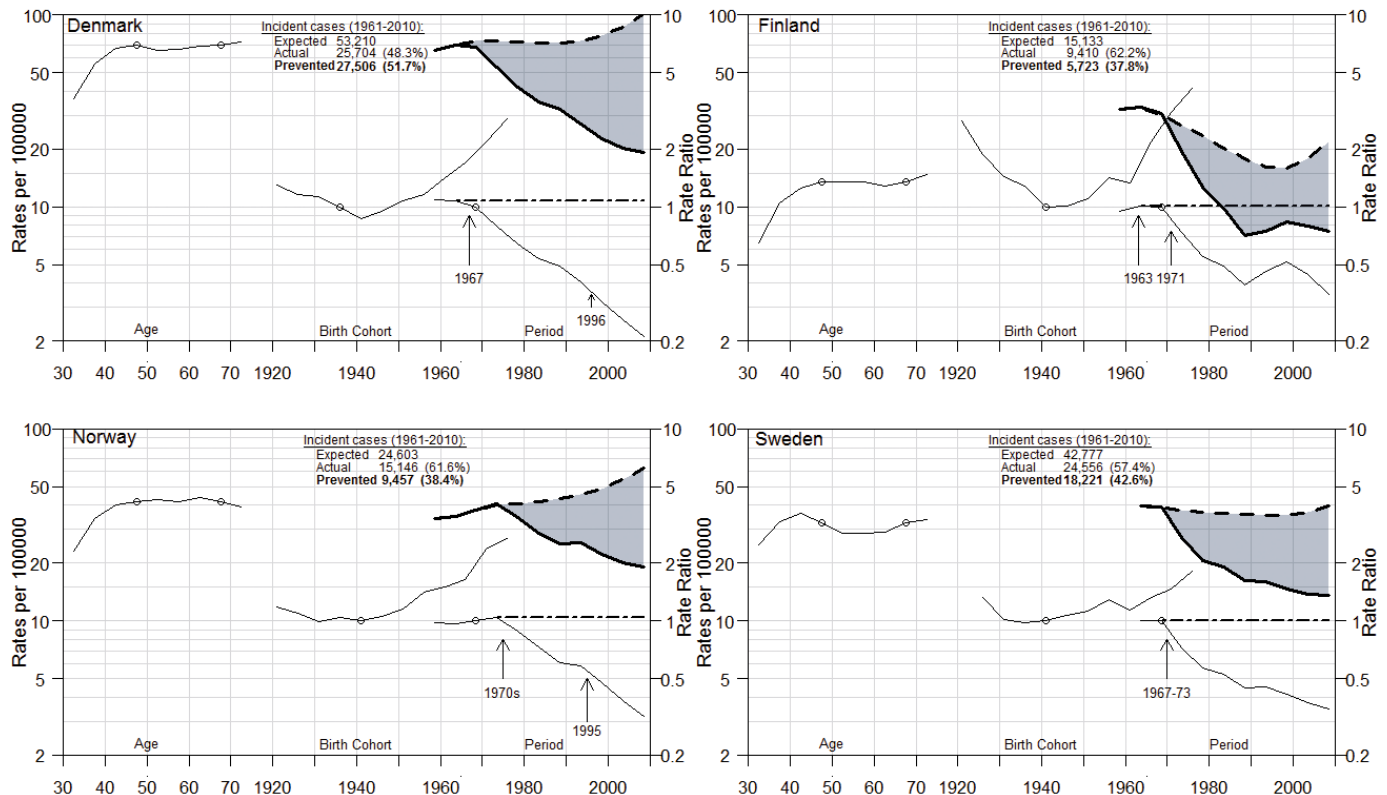 Denmark
Incident cases (1961-2010):
Expected 53,210
Actual 25,704 (48.3%)
Prevented 27,506 (51.7%)
100
50
20
10
5
2
Rates per 100000
10
5
2
1
0.5
0.2
Rate Ratio
1967
1996
Age
Birth Cohort
Period
30 40 50 60 70 1920 1940 1960 1980 2000
Finland
Incident cases (1961-2010):
Expected 15,133
Actual 9,410 (62.2%)
Prevented 5,723 (37.8%)
100
50
20
10
5
2
Rates per 100000
10
5
2
1
0.5
0.2
Rate Ratio
1963 1971
Age
Birth Cohort
Period
30 40 50 60 70 1920 1940 1960 1980 2000
Norway
Incident cases (1961-2010):
Expected 24,603
Actual 15,146 (61.6%)
Prevented 9,457 (38.4%)
100
50
20
10
5
2
Rates per 100000
10
5
2
1
0.5
0.2
Rate Ratio
1970s
1995
Age
Birth Cohort
Period
30 40 50 60 70 1920 1940 1960 1980 2000
Sweden
Incident cases (1961-2010):
Expected 42,777
Actual 24,556 (57.4%)
Prevented 18,221 (42.6%)
100
50
20
10
5
2
Rates per 100000
10
5
2
1
0.5
0.2
Rate Ratio
1967-73
Age
Birth Cohort
Period
30 40 50 60 70 1920 1940 1960 1980 2000